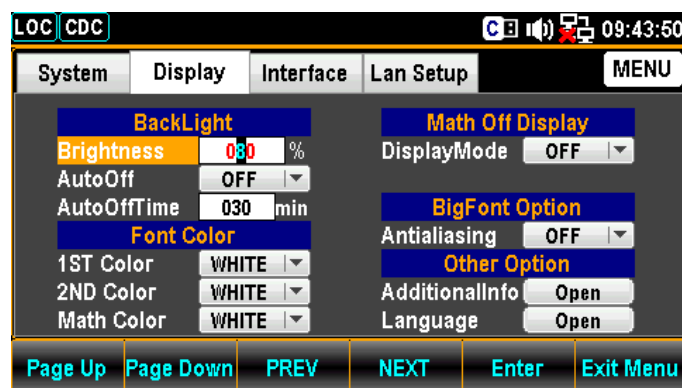 LOC CDC C 09:43:50
System Display Interface Lan Setup MENU
BackLight
Brightness 080 %
AutoOff OFF
AutoOffTime 030 min
Font Color
1ST Color WHITE
2ND Color WHITE
Math Color WHITE
Math Off Display
DisplayMode OFF
BigFont Option
Antialiasing OFF
Other Option
AdditionalInfo Open
Language Open
Page Up Page Down PREV NEXT Enter Exit Menu